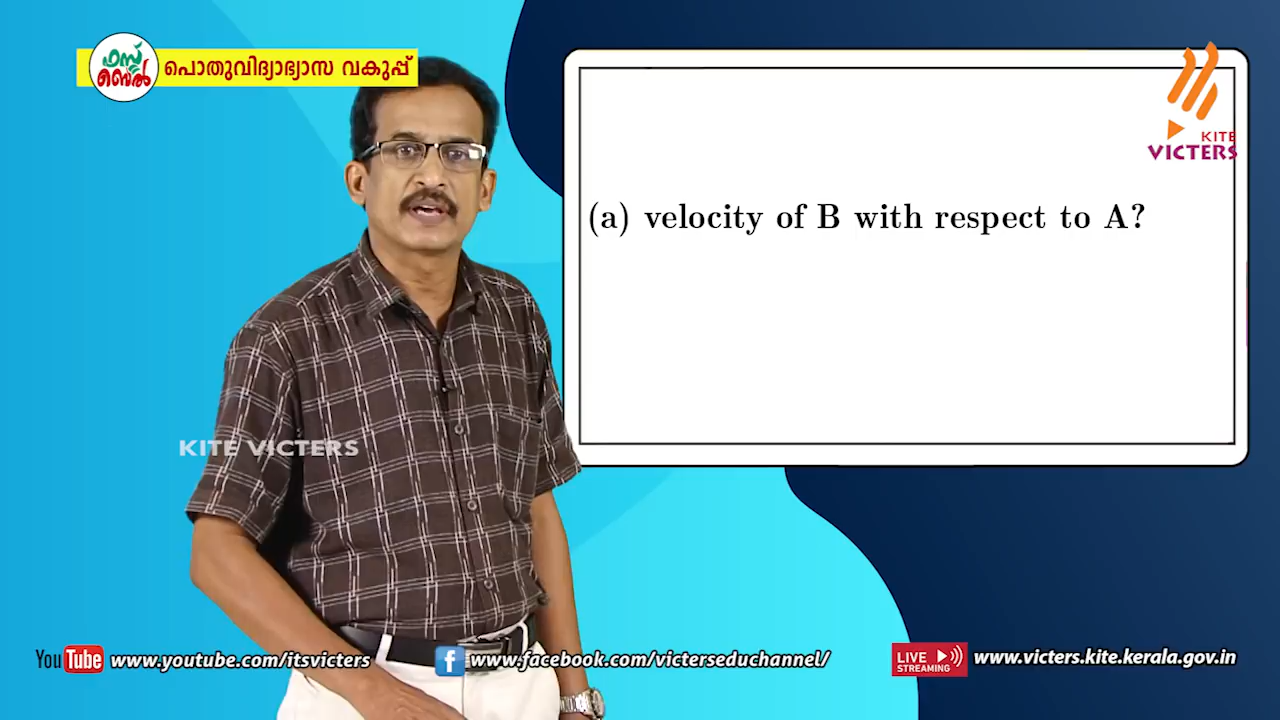 ഫസ്റ്റ് ബെൽ
പൊതുവിദ്യാഭ്യാസ വകുപ്പ്
KITE
VICTERS
(a) velocity of B with respect to A?
KITE VICTERS
YouTube www.youtube.com/itsvicters
f www.facebook.com/victerseduchannel/
LIVE STREAMING www.victers.kite.kerala.gov.in